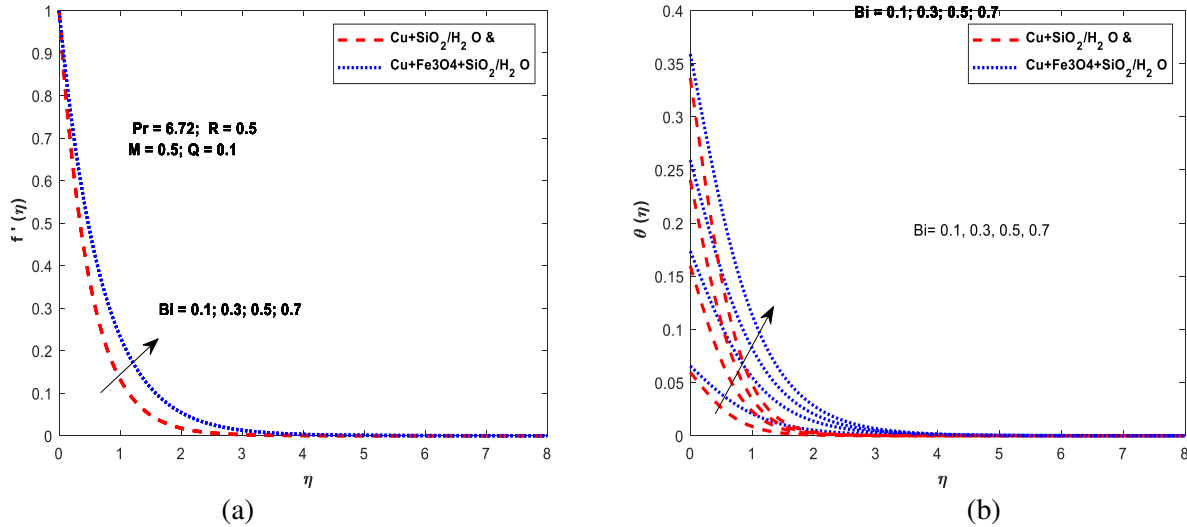 1
0.9
0.8
0.7
0.6
0.5
0.4
0.3
0.2
0.1
0
f ' (η)
0 1 2 3 4 5 6 7 8
η
Cu+SiO₂/H₂ O &
Cu+Fe3O4+SiO₂/H₂ O
Pr = 6.72; R = 0.5
M = 0.5; Q = 0.1
Bi = 0.1; 0.3; 0.5; 0.7
(a)
Bi = 0.1; 0.3; 0.5; 0.7
0.4
0.35
0.3
0.25
0.2
0.15
0.1
0.05
0
θ (η)
0 1 2 3 4 5 6 7 8
η
Cu+SiO₂/H₂ O &
Cu+Fe3O4+SiO₂/H₂ O
Bi= 0.1, 0.3, 0.5, 0.7
(b)